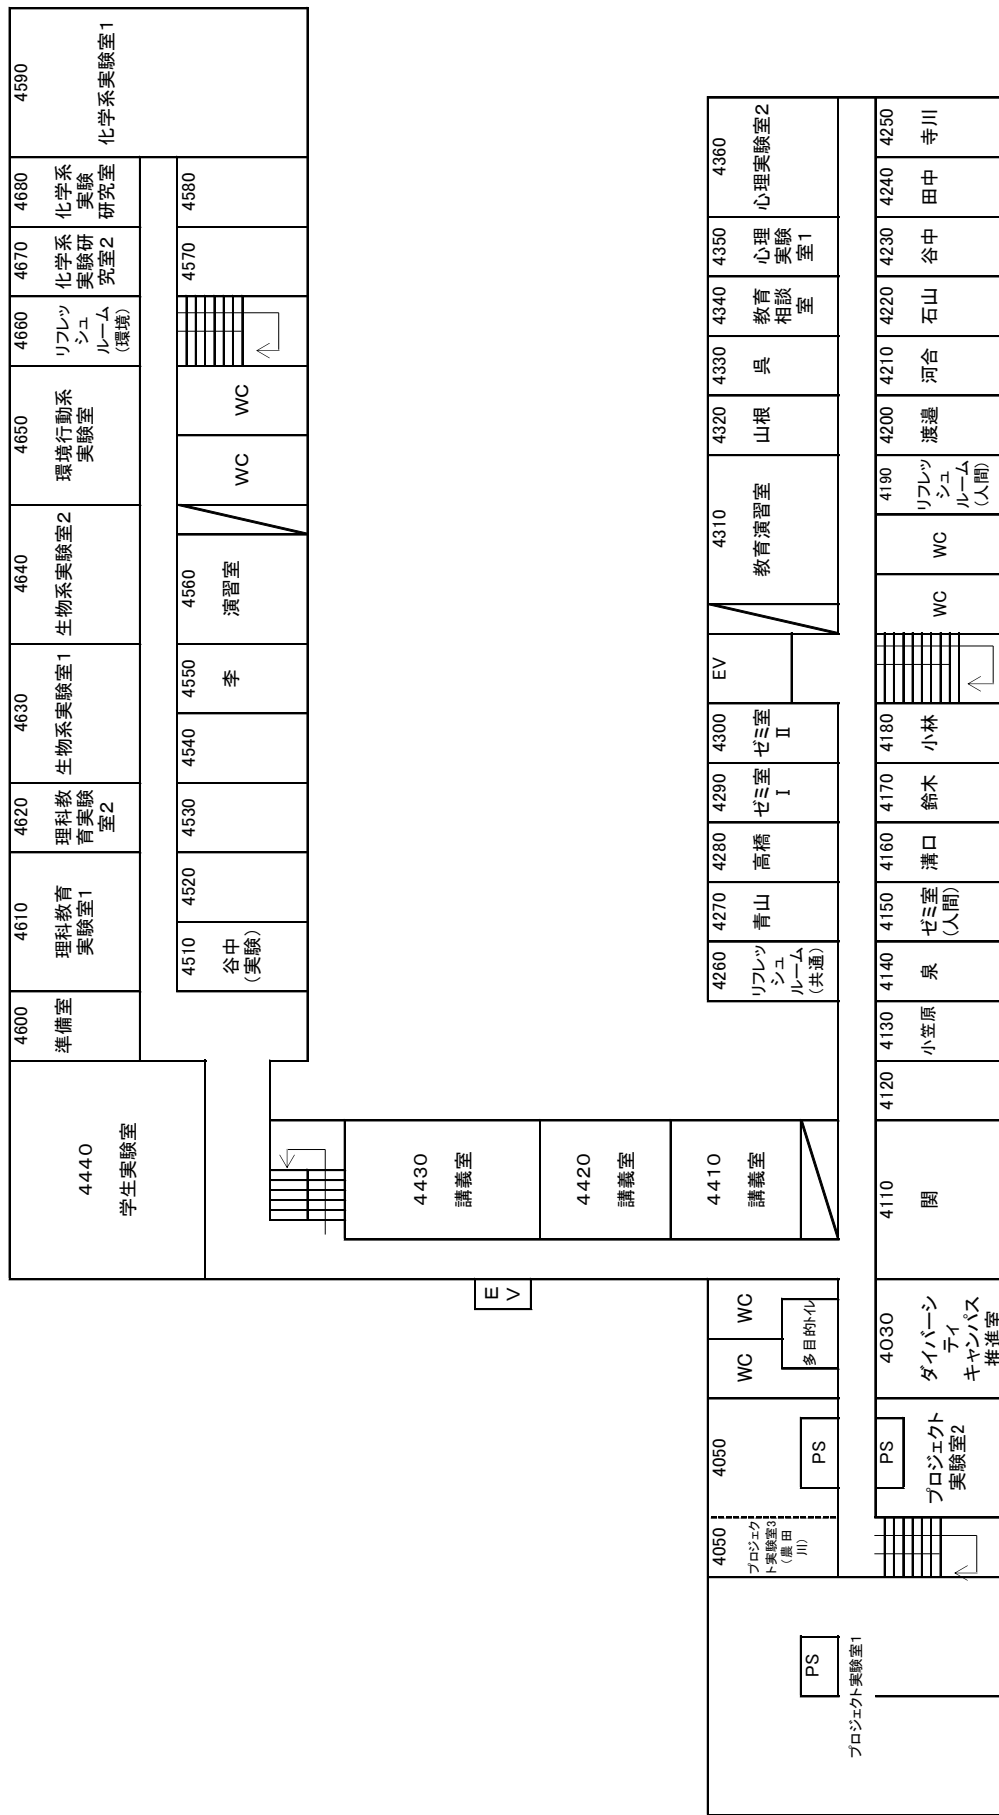 4590
化学系実験室1
4680
化学系
実験
研究室
4670
化学系
実験研
究室2
4660
リフレッ
シュ
ルーム
(環境)
4650
環境行動系
実験室
4640
生物系実験室2
4630
生物系実験室1
4620
理科教
育実験
室2
4610
理科教育
実験室1
4600
準備室
4580
4570
WC
WC
4560
演習室
4550
李
4540
4530
4520
4510
谷中
(実験)
4440
学生実験室
4430
講義室
4420
講義室
4410
講義室
E
V
4360
心理実験室2
4350
心理
実験
室1
4340
教育
相談
室
4330
呉
4320
山根
4310
教育演習室
EV
4300
ゼミ室
Ⅱ
4290
ゼミ室
Ⅰ
4280
高橋
4270
青山
4260
リフレッ
シュ
ルーム
(共通)
4250
寺川
4240
田中
4230
谷中
4220
石山
4210
河合
4200
渡邉
4190
リフレッ
シュ
ルーム
(人間)
WC
WC
4180
小林
4170
鈴木
4160
溝口
4150
ゼミ室
(人間)
4140
泉
4130
小笠原
4120
4110
関
WC
WC
多目的トイレ
4030
ダイバーシ
ティ
キャンパス
推進室
4050
PS
PS
プロジェクト
実験室2
4050
プロジェク
ト実験室3
(農 田
川)
PS
プロジェクト実験室1